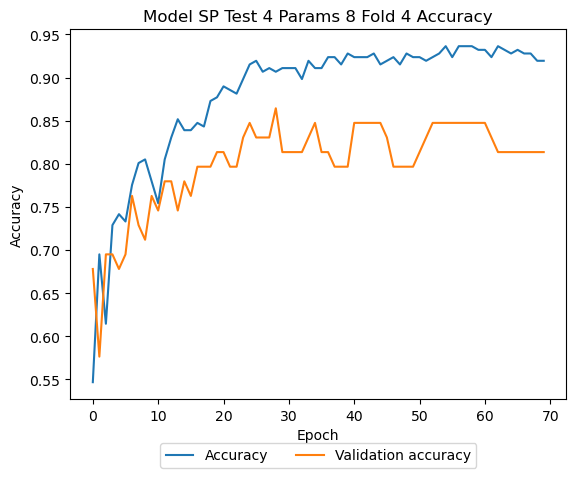 Model SP Test 4 Params 8 Fold 4 Accuracy
0.95
0.90
0.85
0.80
0.75
0.70
0.65
0.60
0.55
Accuracy
0 10 20 30 40 50 60 70
Epoch
Accuracy Validation accuracy